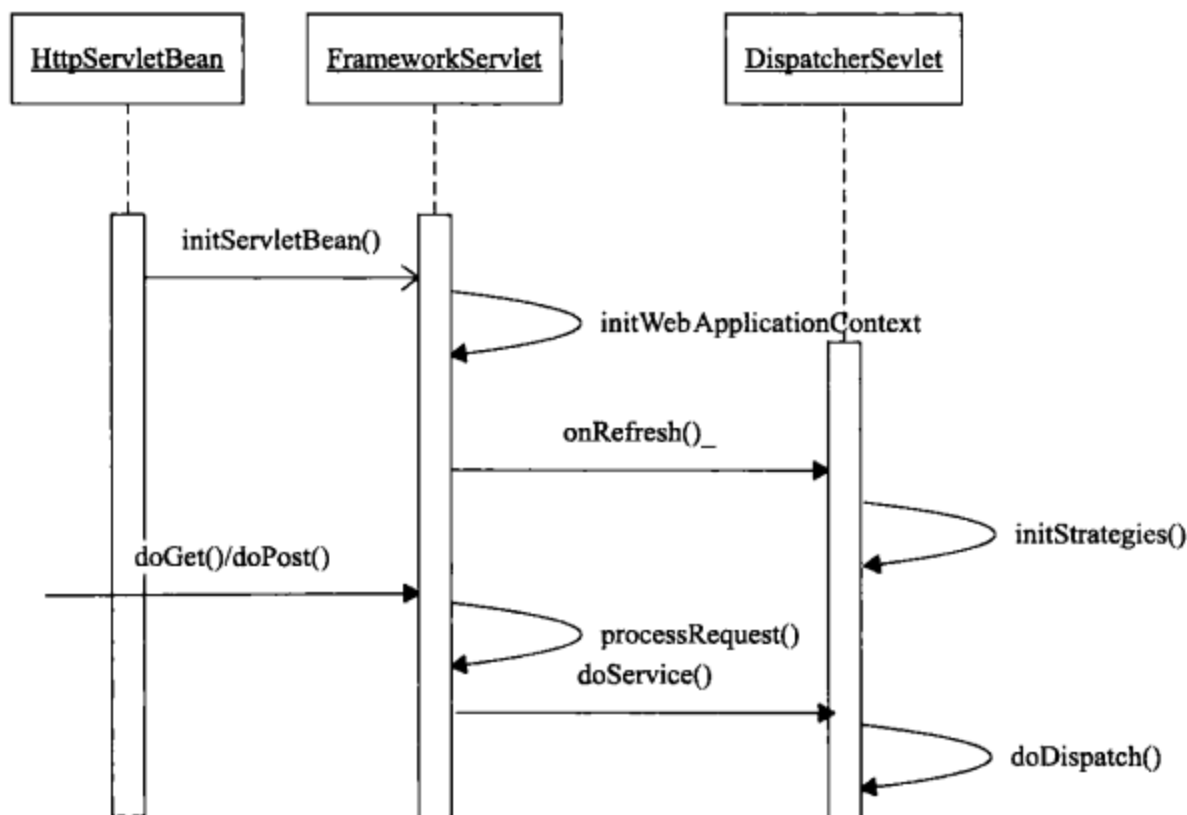 HttpServletBean
FrameworkServlet
DispatcherSevlet
initServletBean()
initWebApplicationContext
onRefresh()_
initStrategies()
doGet()/doPost()
processRequest()
doService()
doDispatch()